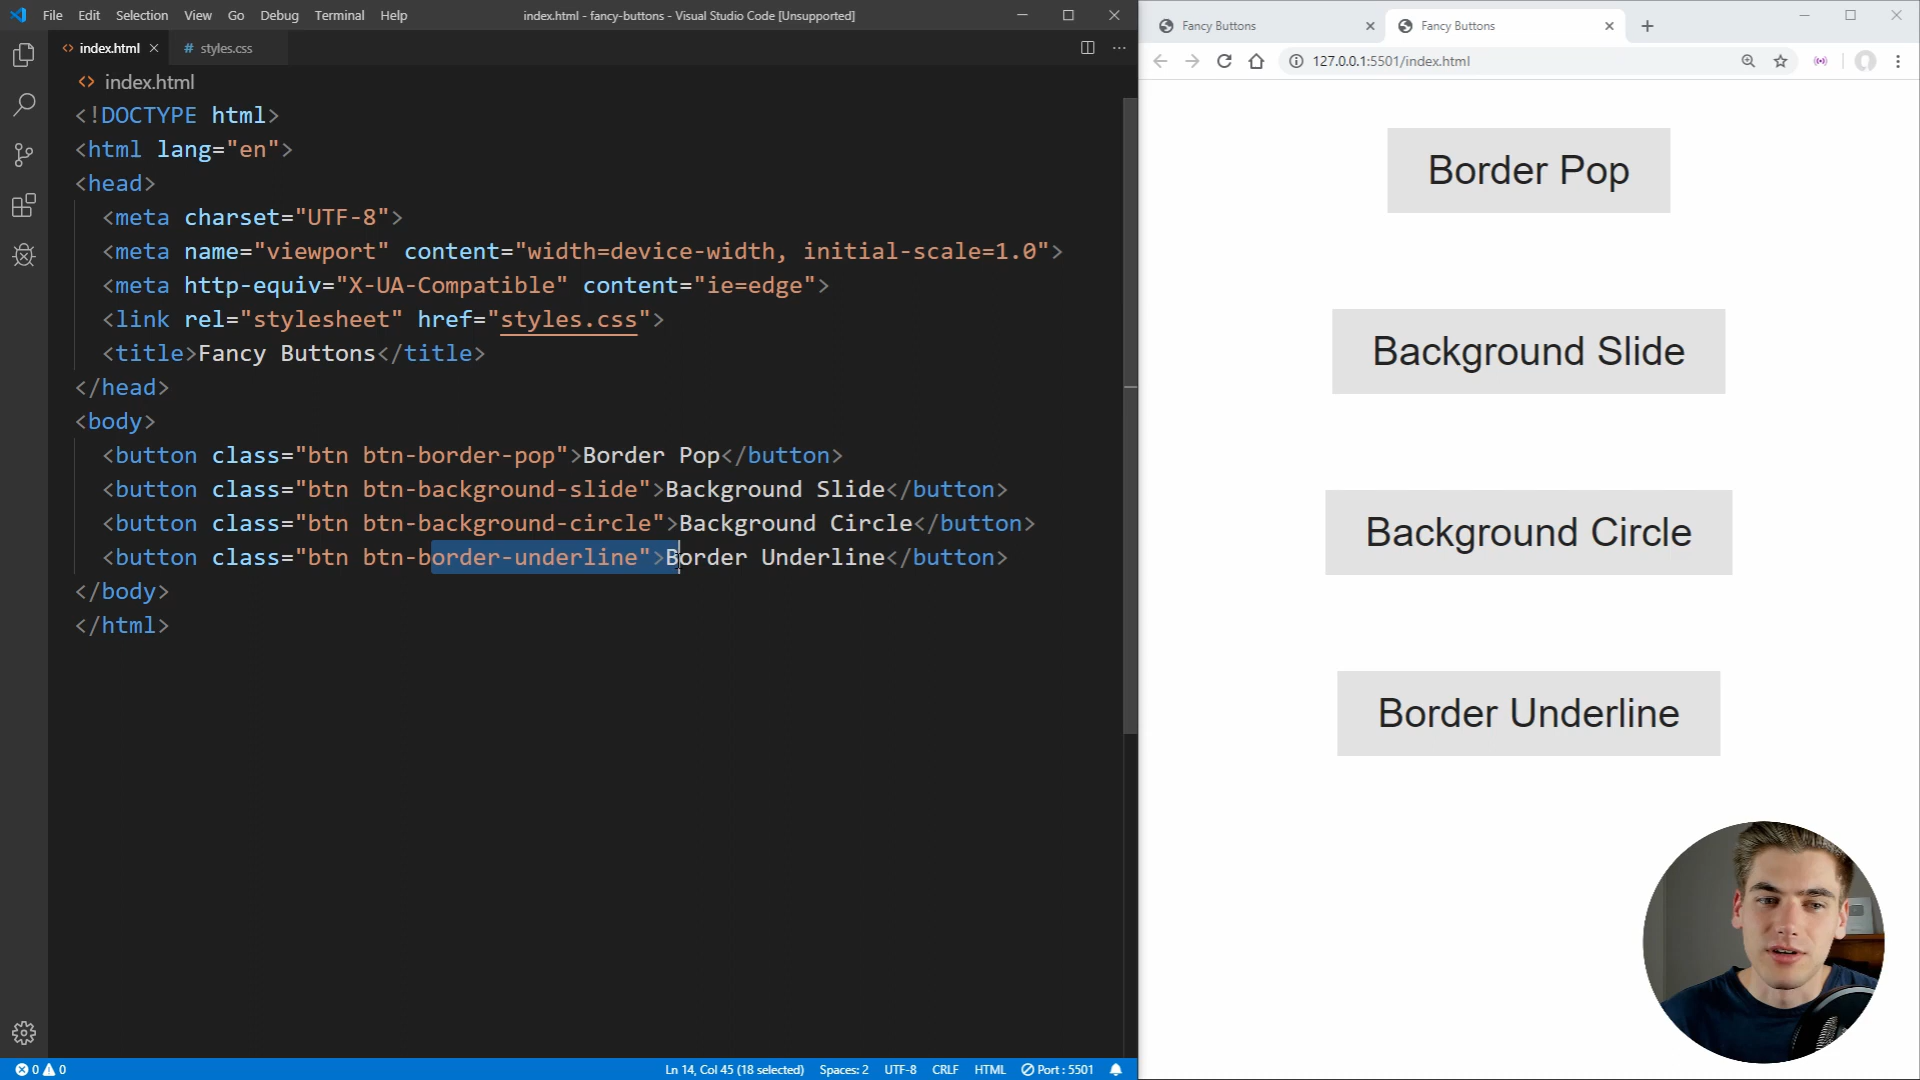 File Edit Selection View Go Debug Terminal Help
index.html - fancy-buttons - Visual Studio Code [Unsupported]
index.html
styles.css
index.html
<!DOCTYPE html>
<html lang="en">
<head>
<meta charset="UTF-8">
<meta name="viewport" content="width=device-width, initial-scale=1.0">
<meta http-equiv="X-UA-Compatible" content="ie=edge">
<link rel="stylesheet" href="styles.css">
<title>Fancy Buttons</title>
</head>
<body>
<button class="btn btn-border-pop">Border Pop</button>
<button class="btn btn-background-slide">Background Slide</button>
<button class="btn btn-background-circle">Background Circle</button>
<button class="btn btn-border-underline">Border Underline</button>
</body>
</html>
0 0
Ln 14, Col 45 (18 selected) Spaces: 2 UTF-8 CRLF HTML Port : 5501
Fancy Buttons
Fancy Buttons
127.0.0.1:5501/index.html
Border Pop
Background Slide
Background Circle
Border Underline